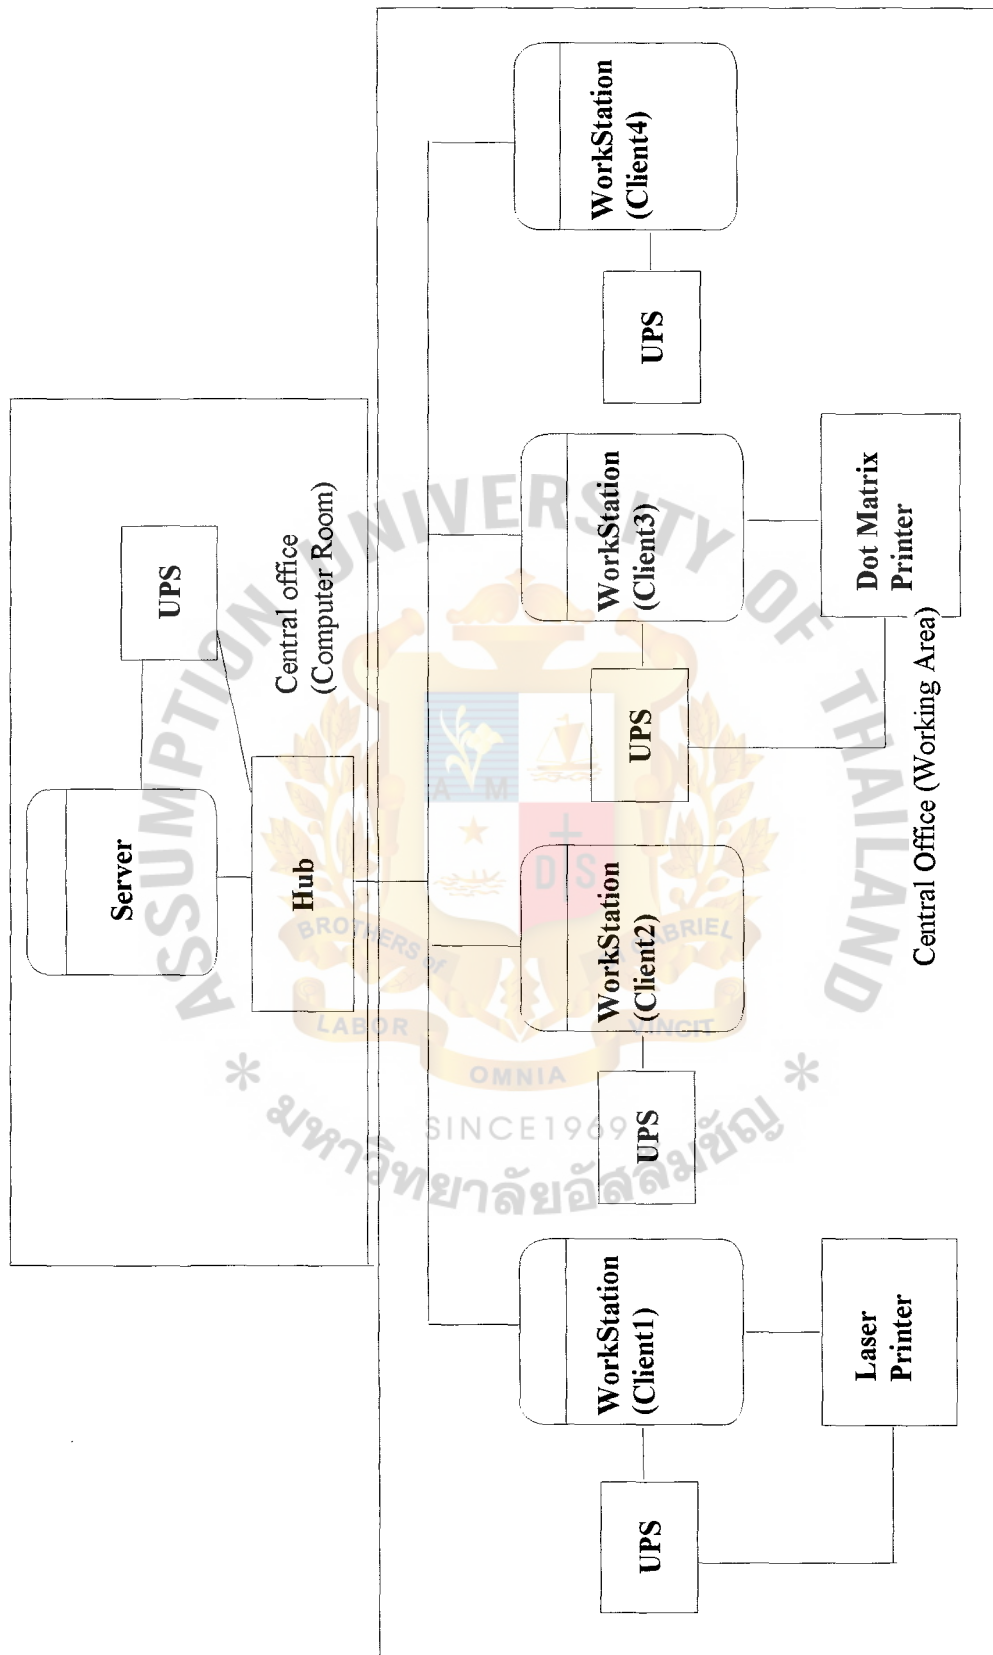 Server
UPS
Hub
Central office
(Computer Room)
WorkStation
(Client1)
WorkStation
(Client2)
WorkStation
(Client3)
WorkStation
(Client4)
UPS
UPS
UPS
UPS
Laser
Printer
Dot Matrix
Printer
Central Office (Working Area)
ASSUMPTION UNIVERSITY OF THAILAND
A M
D S
BROTHERS of
GABRIEL
LABOR
OMNIA
VINCIT
SINCE1969
* มหาวิทยาลัยอัสสัมชัญ *